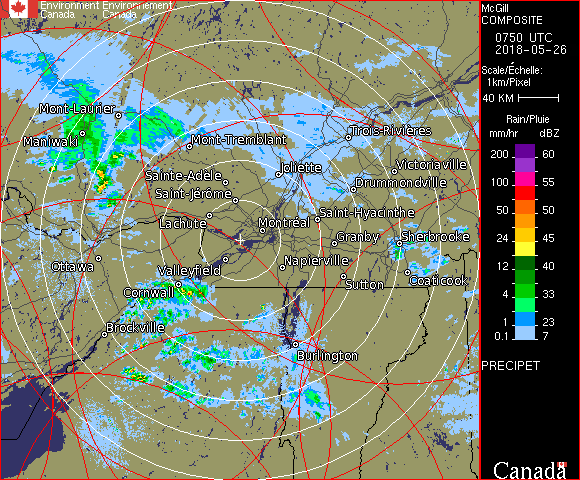 Environment Environnement
Canada Canada
McGill
COMPOSITE
0750 UTC
2018-05-26
Scale/Échelle:
1km/Pixel
40 KM
Rain/Pluie
mm/hr dBZ
200 60
100 55
50 50
24 45
12 40
4 33
1 23
0.1 7
PRECIPET
Canada
Mont-Laurier
Maniwaki
Mont-Tremblant
Trois-Rivières
Joliette
Victoriaville
Sainte-Adèle
Drummondville
Saint-Jérôme
Saint-Hyacinthe
Lachute
Montréal
Granby
Sherbrooke
Ottawa
Valleyfield
Napierville
Sutton
Coaticook
Cornwall
Brockville
Burlington